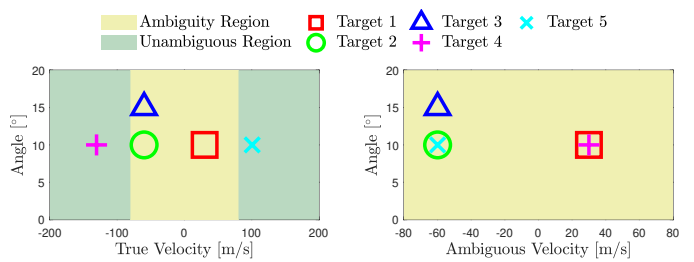 Ambiguity Region Target 1 Target 3 Target 5
Unambiguous Region Target 2 Target 4
20
15
10
5
0
Angle [°]
-200 -100 0 100 200
True Velocity [m/s]
20
15
10
5
0
Angle [°]
-80 -60 -40 -20 0 20 40 60 80
Ambiguous Velocity [m/s]